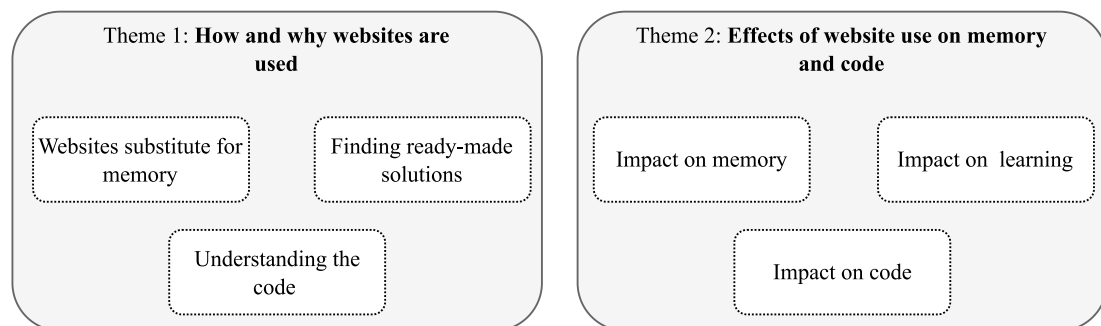 Theme 1: How and why websites are
used
Websites substitute for
memory
Finding ready-made
solutions
Understanding the
code
Theme 2: Effects of website use on memory
and code
Impact on memory
Impact on  learning
Impact on code